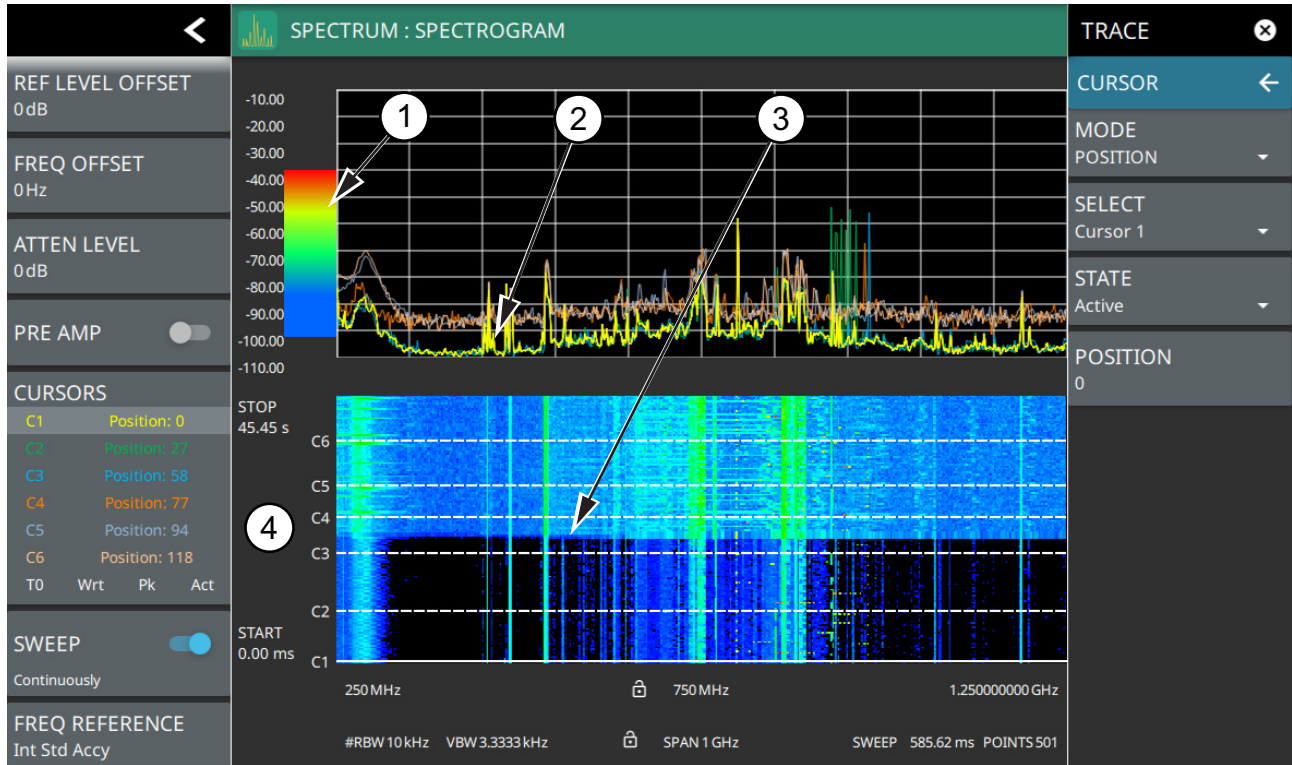 SPECTRUM : SPECTROGRAM
REF LEVEL OFFSET
0 dB
FREQ OFFSET
0 Hz
ATTEN LEVEL
0 dB
PRE AMP
CURSORS
C1 Position: 0
C2 Position: 27
C3 Position: 58
C4 Position: 77
C5 Position: 94
C6 Position: 118
T0 Wrt Pk Act
SWEEP
Continuously
FREQ REFERENCE
Int Std Accy
1
2
3
-10.00
-20.00
-30.00
-40.00
-50.00
-60.00
-70.00
-80.00
-90.00
-100.00
-110.00
STOP
45.45 s
C6
C5
C4
4
C3
C2
START
0.00 ms
C1
250 MHz 750 MHz 1.250000000 GHz
#RBW 10 kHz VBW 3.3333 kHz SPAN 1 GHz SWEEP 585.62 ms POINTS 501
TRACE
CURSOR
MODE
POSITION
SELECT
Cursor 1
STATE
Active
POSITION
0